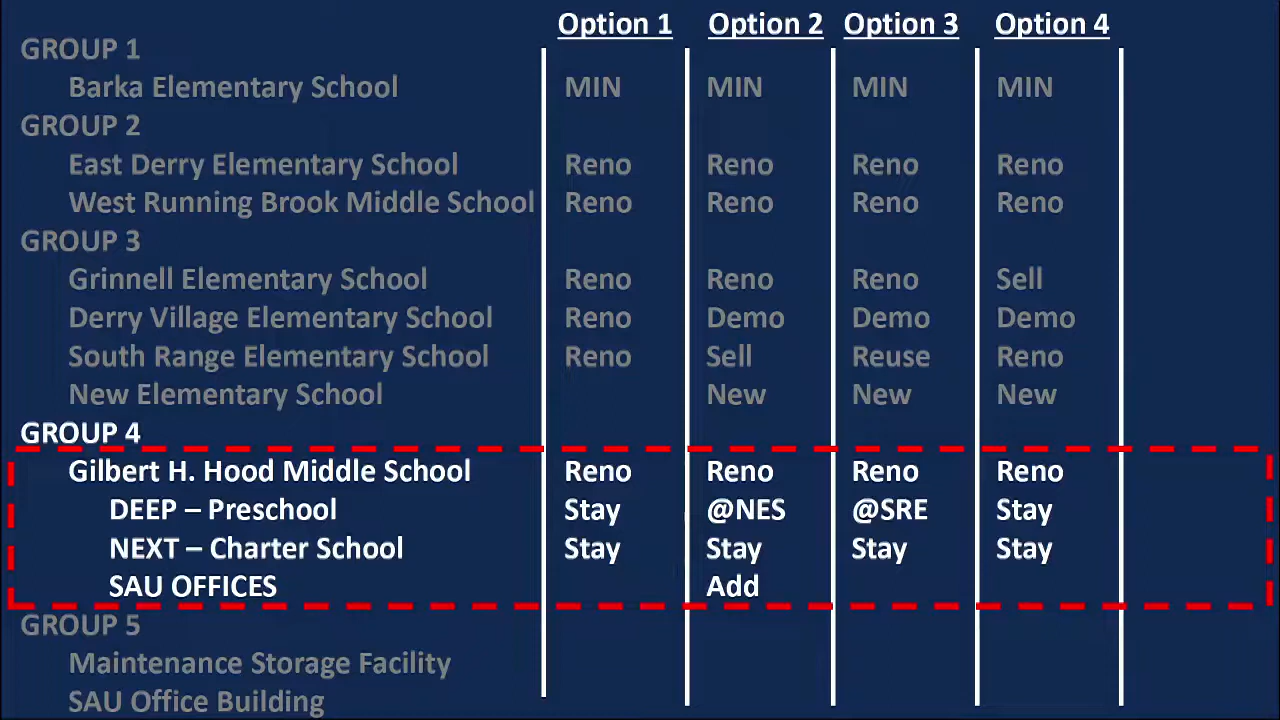 Option 1 Option 2 Option 3 Option 4
GROUP 1
Barka Elementary School MIN MIN MIN MIN
GROUP 2
East Derry Elementary School Reno Reno Reno Reno
West Running Brook Middle School Reno Reno Reno Reno
GROUP 3
Grinnell Elementary School Reno Reno Reno Sell
Derry Village Elementary School Reno Demo Demo Demo
South Range Elementary School Reno Sell Reuse Reno
New Elementary School New New New
GROUP 4
Gilbert H. Hood Middle School Reno Reno Reno Reno
DEEP – Preschool Stay @NES @SRE Stay
NEXT – Charter School Stay Stay Stay Stay
SAU OFFICES Add
GROUP 5
Maintenance Storage Facility
SAU Office Building